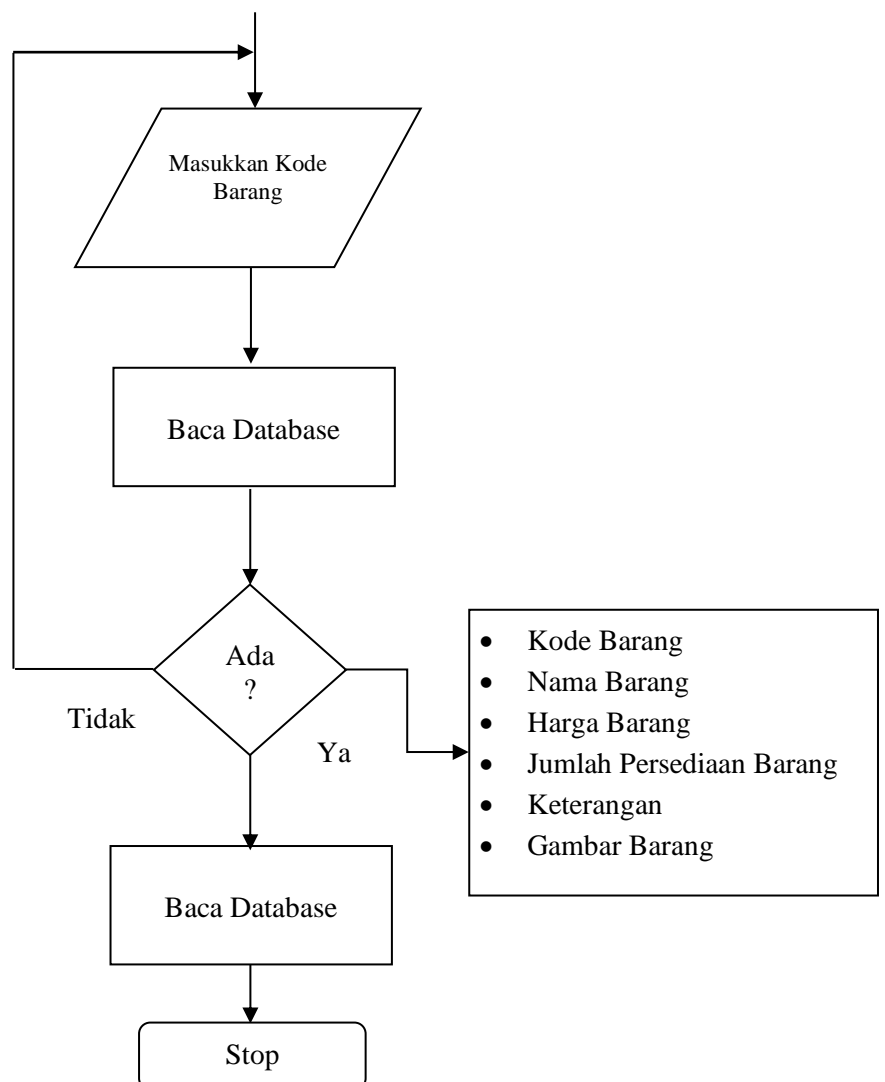 Masukkan Kode
Barang
Baca Database
Ada
?
Tidak
Ya
• Kode Barang
• Nama Barang
• Harga Barang
• Jumlah Persediaan Barang
• Keterangan
• Gambar Barang
Baca Database
Stop